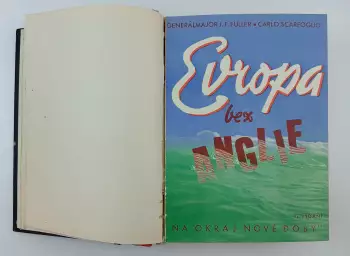 GENERÁLMAJOR J. F. FULLER • CARLO SCARFOGLIO
Evropa
bez
ANGLIE
NA OKRAJ NOVÉ DOBY